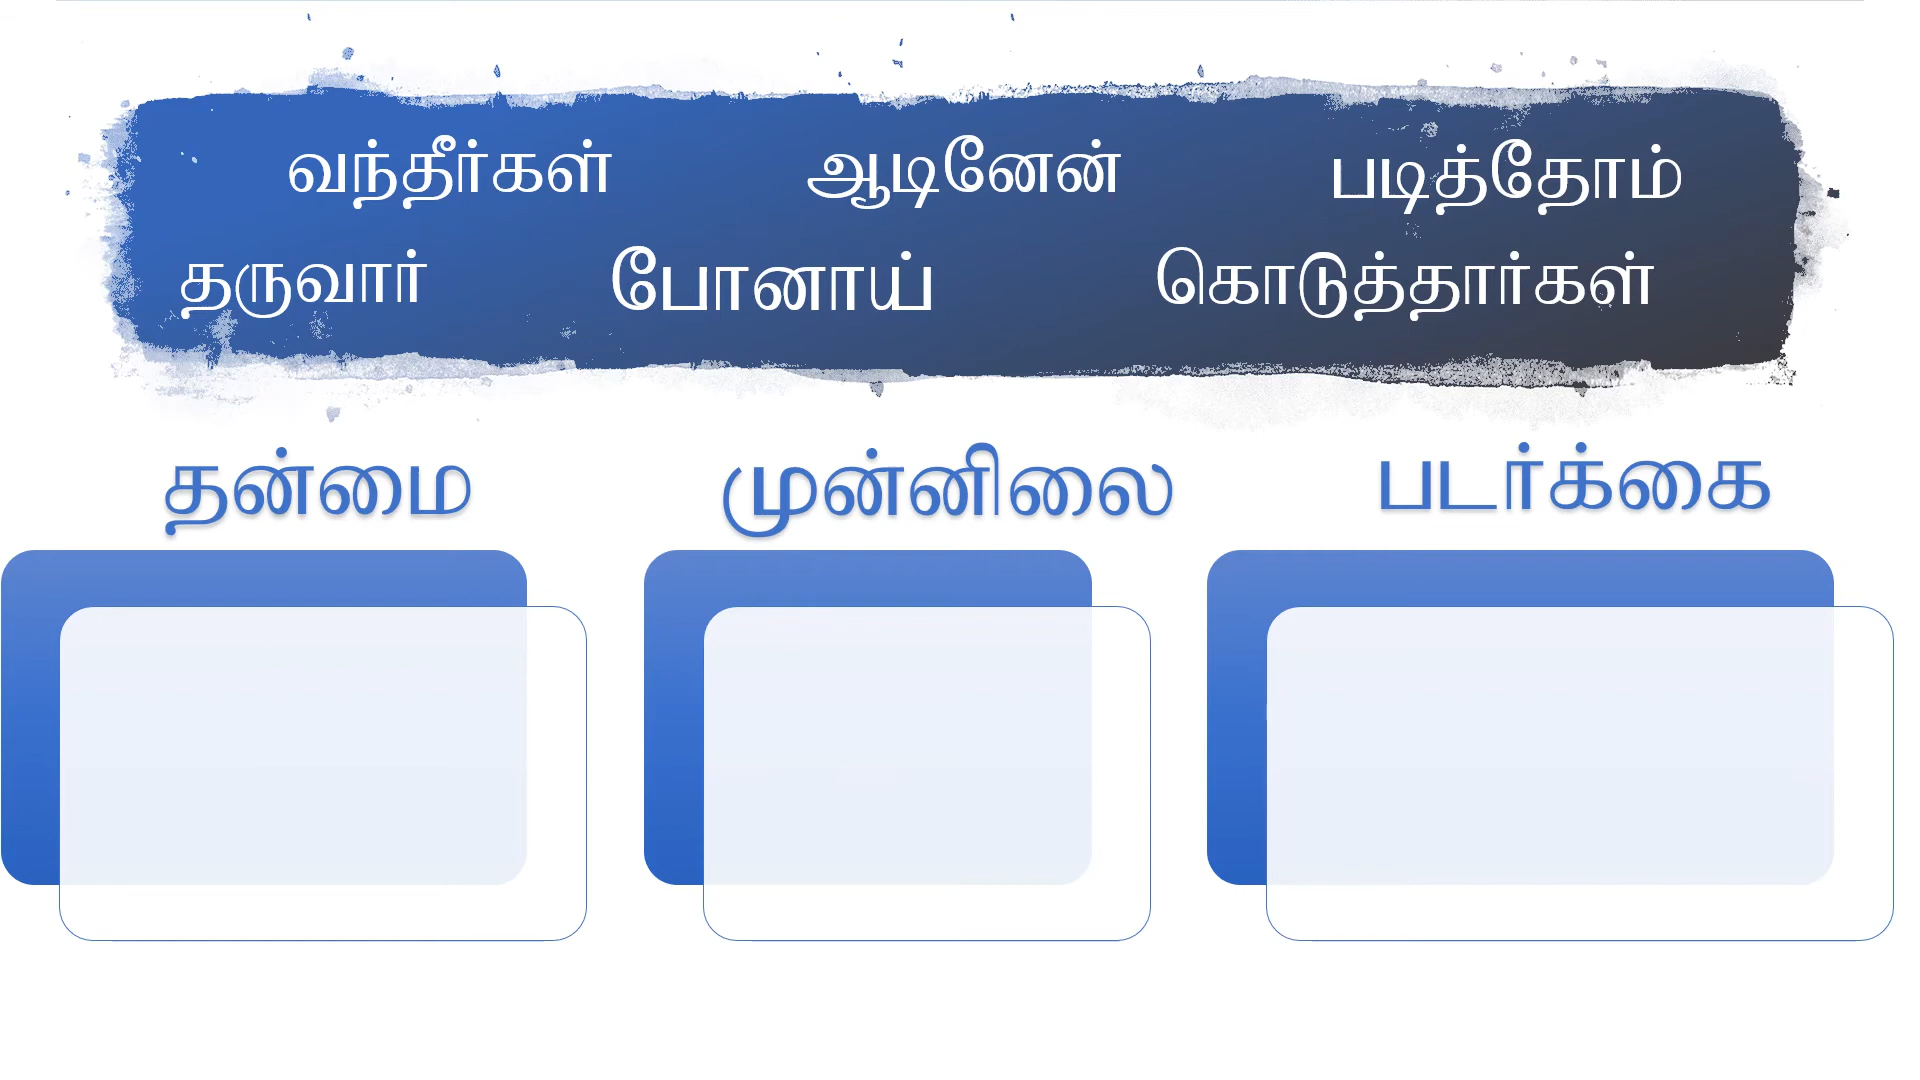 வந்தீர்கள் ஆடினேன் படித்தோம்
தருவார் போனாய் கொடுத்தார்கள்
தன்மை முன்னிலை படர்க்கை